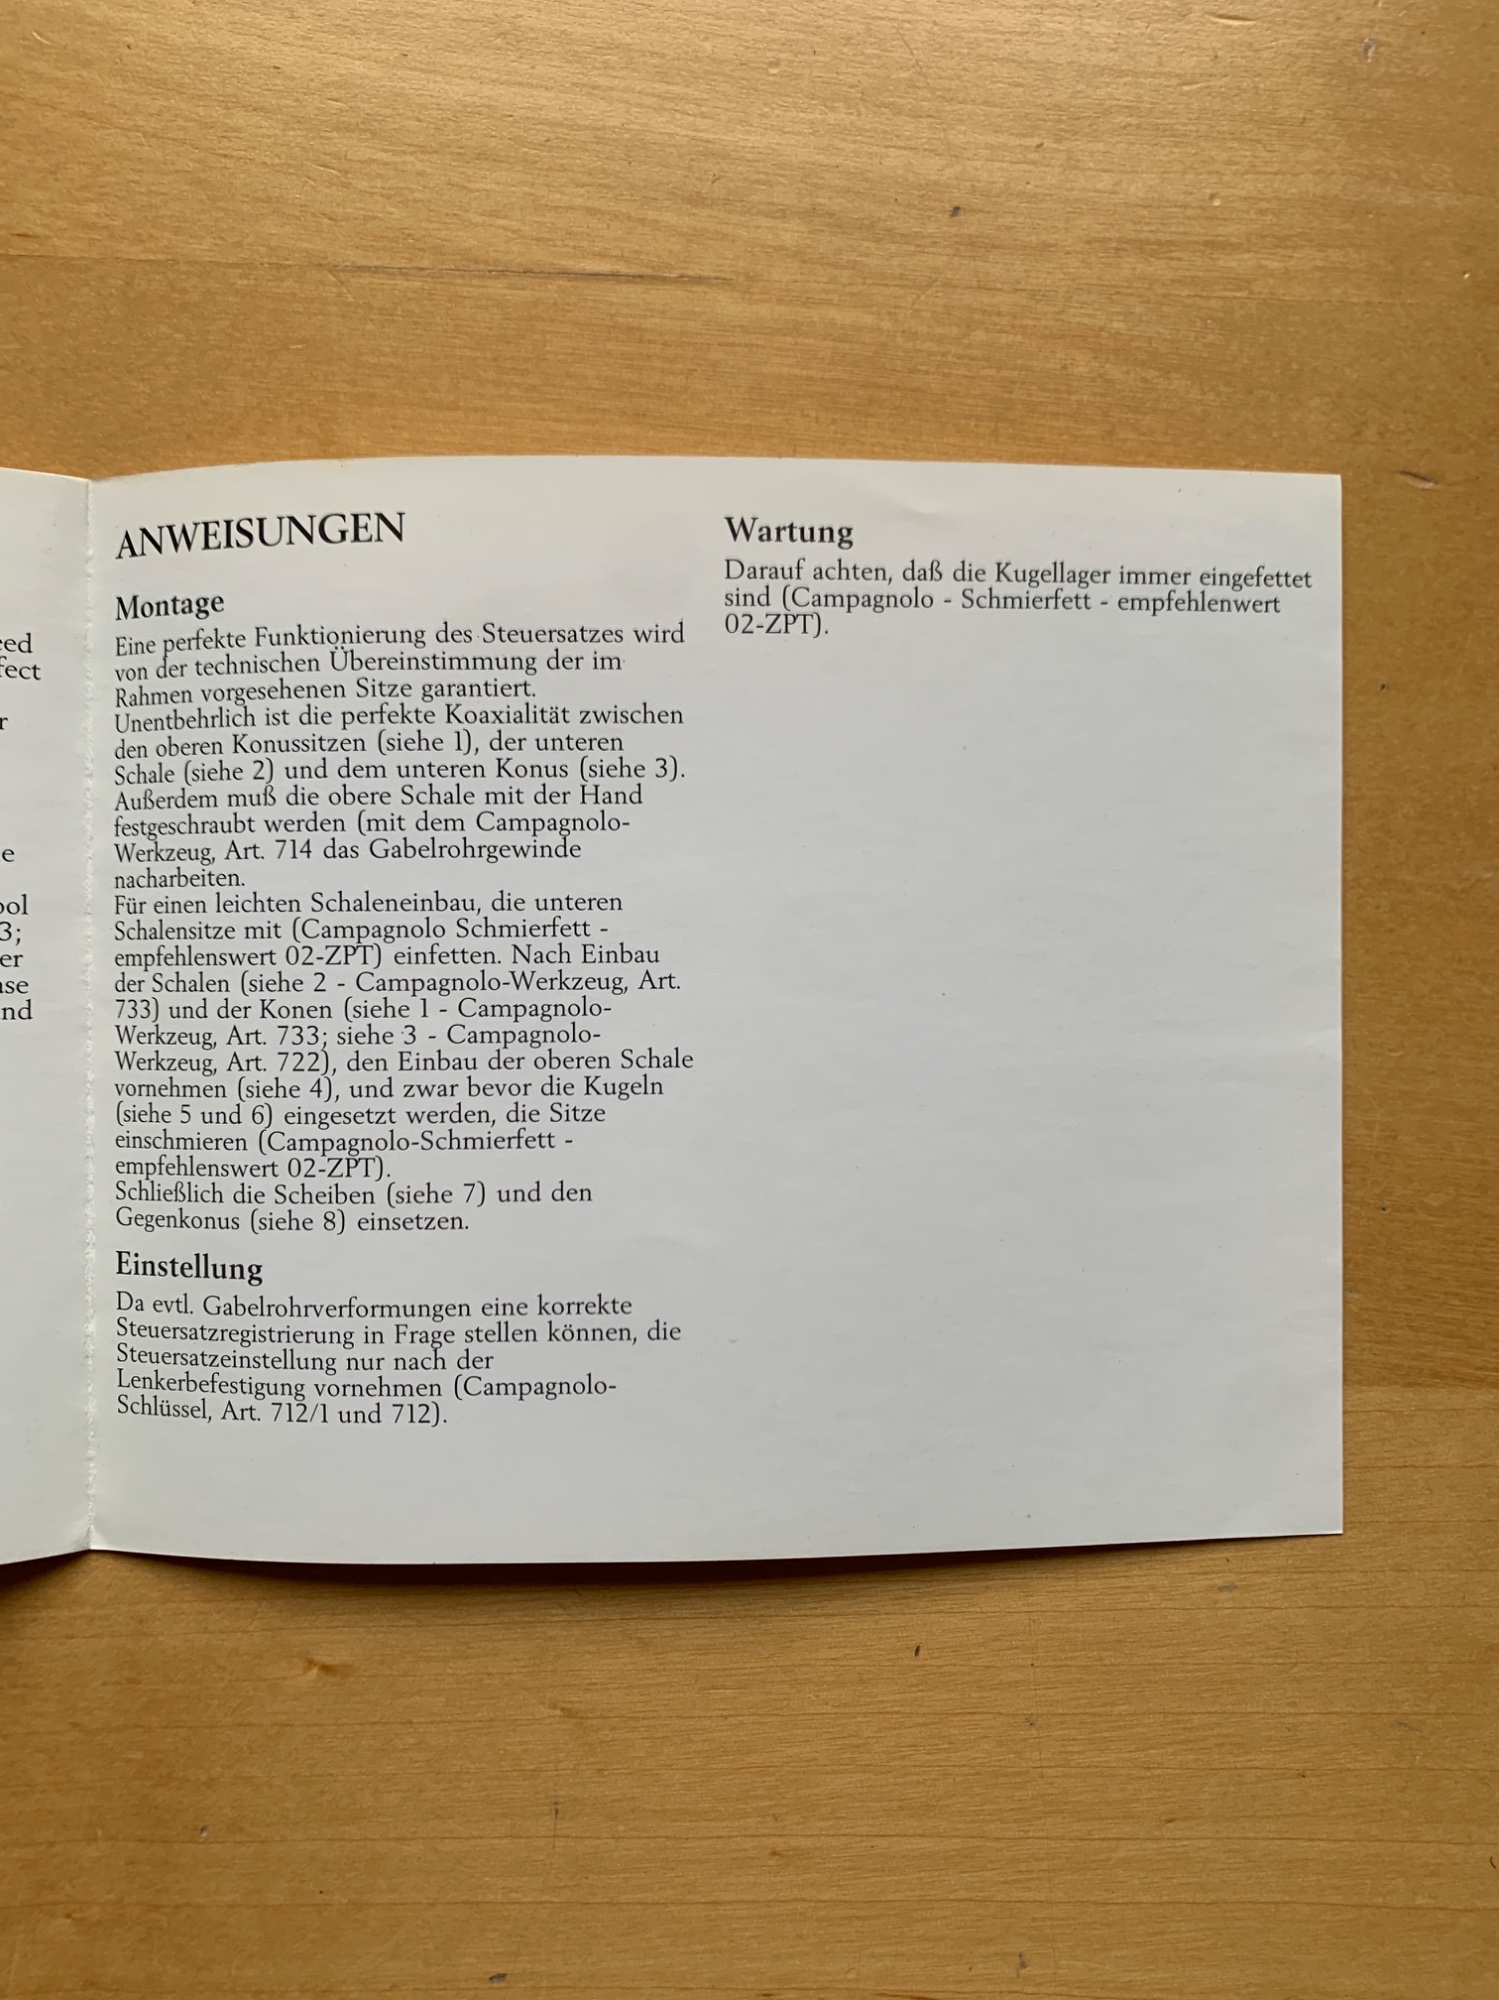 eed
fect
r
e
ool
3;
er
ase
nd
ANWEISUNGEN
Montage
Eine perfekte Funktionierung des Steuersatzes wird
von der technischen Übereinstimmung der im
Rahmen vorgesehenen Sitze garantiert.
Unentbehrlich ist die perfekte Koaxialität zwischen
den oberen Konussitzen (siehe 1), der unteren
Schale (siehe 2) und dem unteren Konus (siehe 3).
Außerdem muß die obere Schale mit der Hand
festgeschraubt werden (mit dem Campagnolo-
Werkzeug, Art. 714 das Gabelrohrgewinde
nacharbeiten.
Für einen leichten Schaleneinbau, die unteren
Schalensitze mit (Campagnolo Schmierfett -
empfehlenswert 02-ZPT) einfetten. Nach Einbau
der Schalen (siehe 2 - Campagnolo-Werkzeug, Art.
733) und der Konen (siehe 1 - Campagnolo-
Werkzeug, Art. 733; siehe 3 - Campagnolo-
Werkzeug, Art. 722), den Einbau der oberen Schale
vornehmen (siehe 4), und zwar bevor die Kugeln
(siehe 5 und 6) eingesetzt werden, die Sitze
einschmieren (Campagnolo-Schmierfett -
empfehlenswert 02-ZPT).
Schließlich die Scheiben (siehe 7) und den
Gegenkonus (siehe 8) einsetzen.
Einstellung
Da evtl. Gabelrohrverformungen eine korrekte
Steuersatzregistrierung in Frage stellen können, die
Steuersatzeinstellung nur nach der
Lenkerbefestigung vornehmen (Campagnolo-
Schlüssel, Art. 712/1 und 712).
Wartung
Darauf achten, daß die Kugellager immer eingefettet
sind (Campagnolo - Schmierfett - empfehlenwert
02-ZPT).